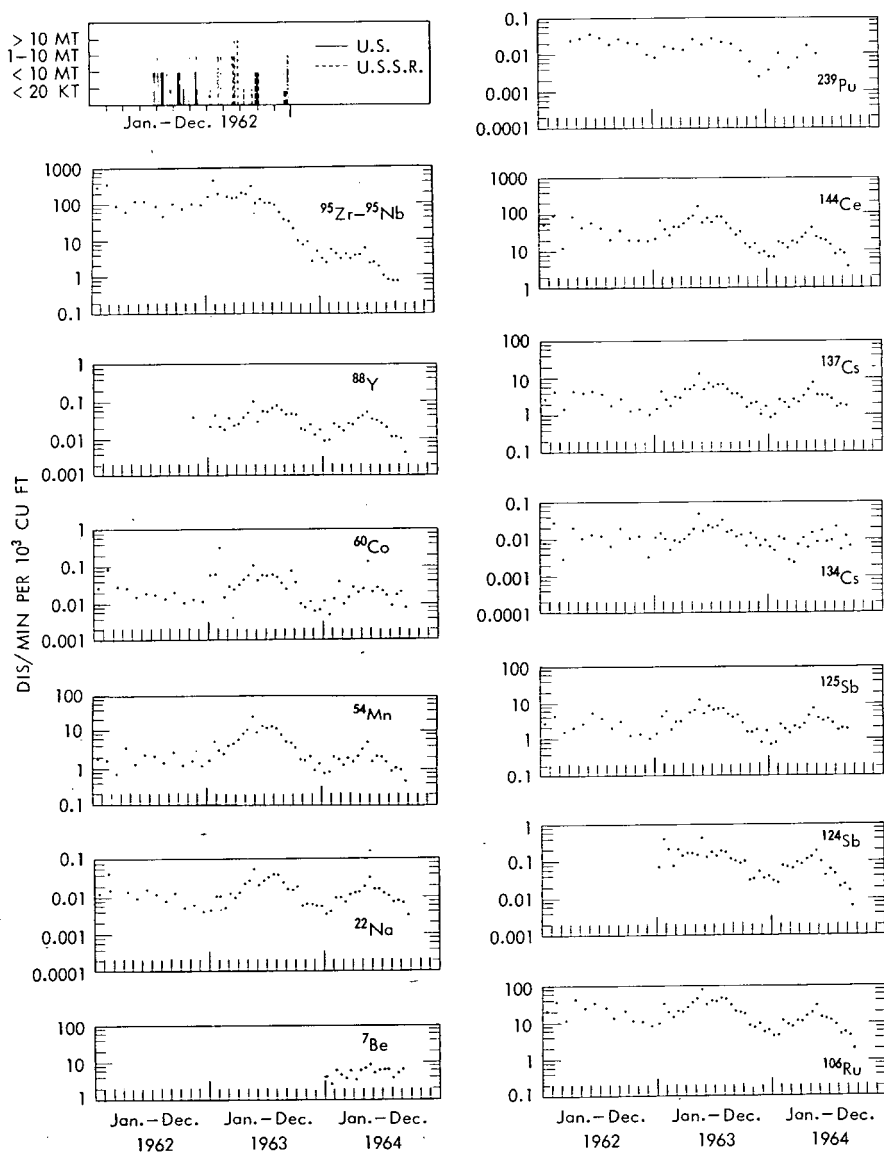 > 10 MT
1–10 MT
< 10 MT
< 20 KT
U.S.
U.S.S.R.
Jan.–Dec. 1962
0.1
0.01
0.001
0.0001
239Pu
1000
100
10
1
0.1
95Zr–95Nb
1000
100
10
1
144Ce
1
0.1
0.01
0.001
88Y
100
10
1
0.1
137Cs
DIS/MIN PER 10³ CU FT
1
0.1
0.01
0.001
60Co
0.1
0.01
0.001
0.0001
134Cs
100
10
1
0.1
54Mn
100
10
1
0.1
125Sb
0.1
0.01
0.001
0.0001
22Na
1
0.1
0.01
0.001
124Sb
100
10
1
7Be
100
10
1
0.1
106Ru
Jan.–Dec. Jan.–Dec. Jan.–Dec.
1962 1963 1964
Jan.–Dec. Jan.–Dec. Jan.–Dec.
1962 1963 1964